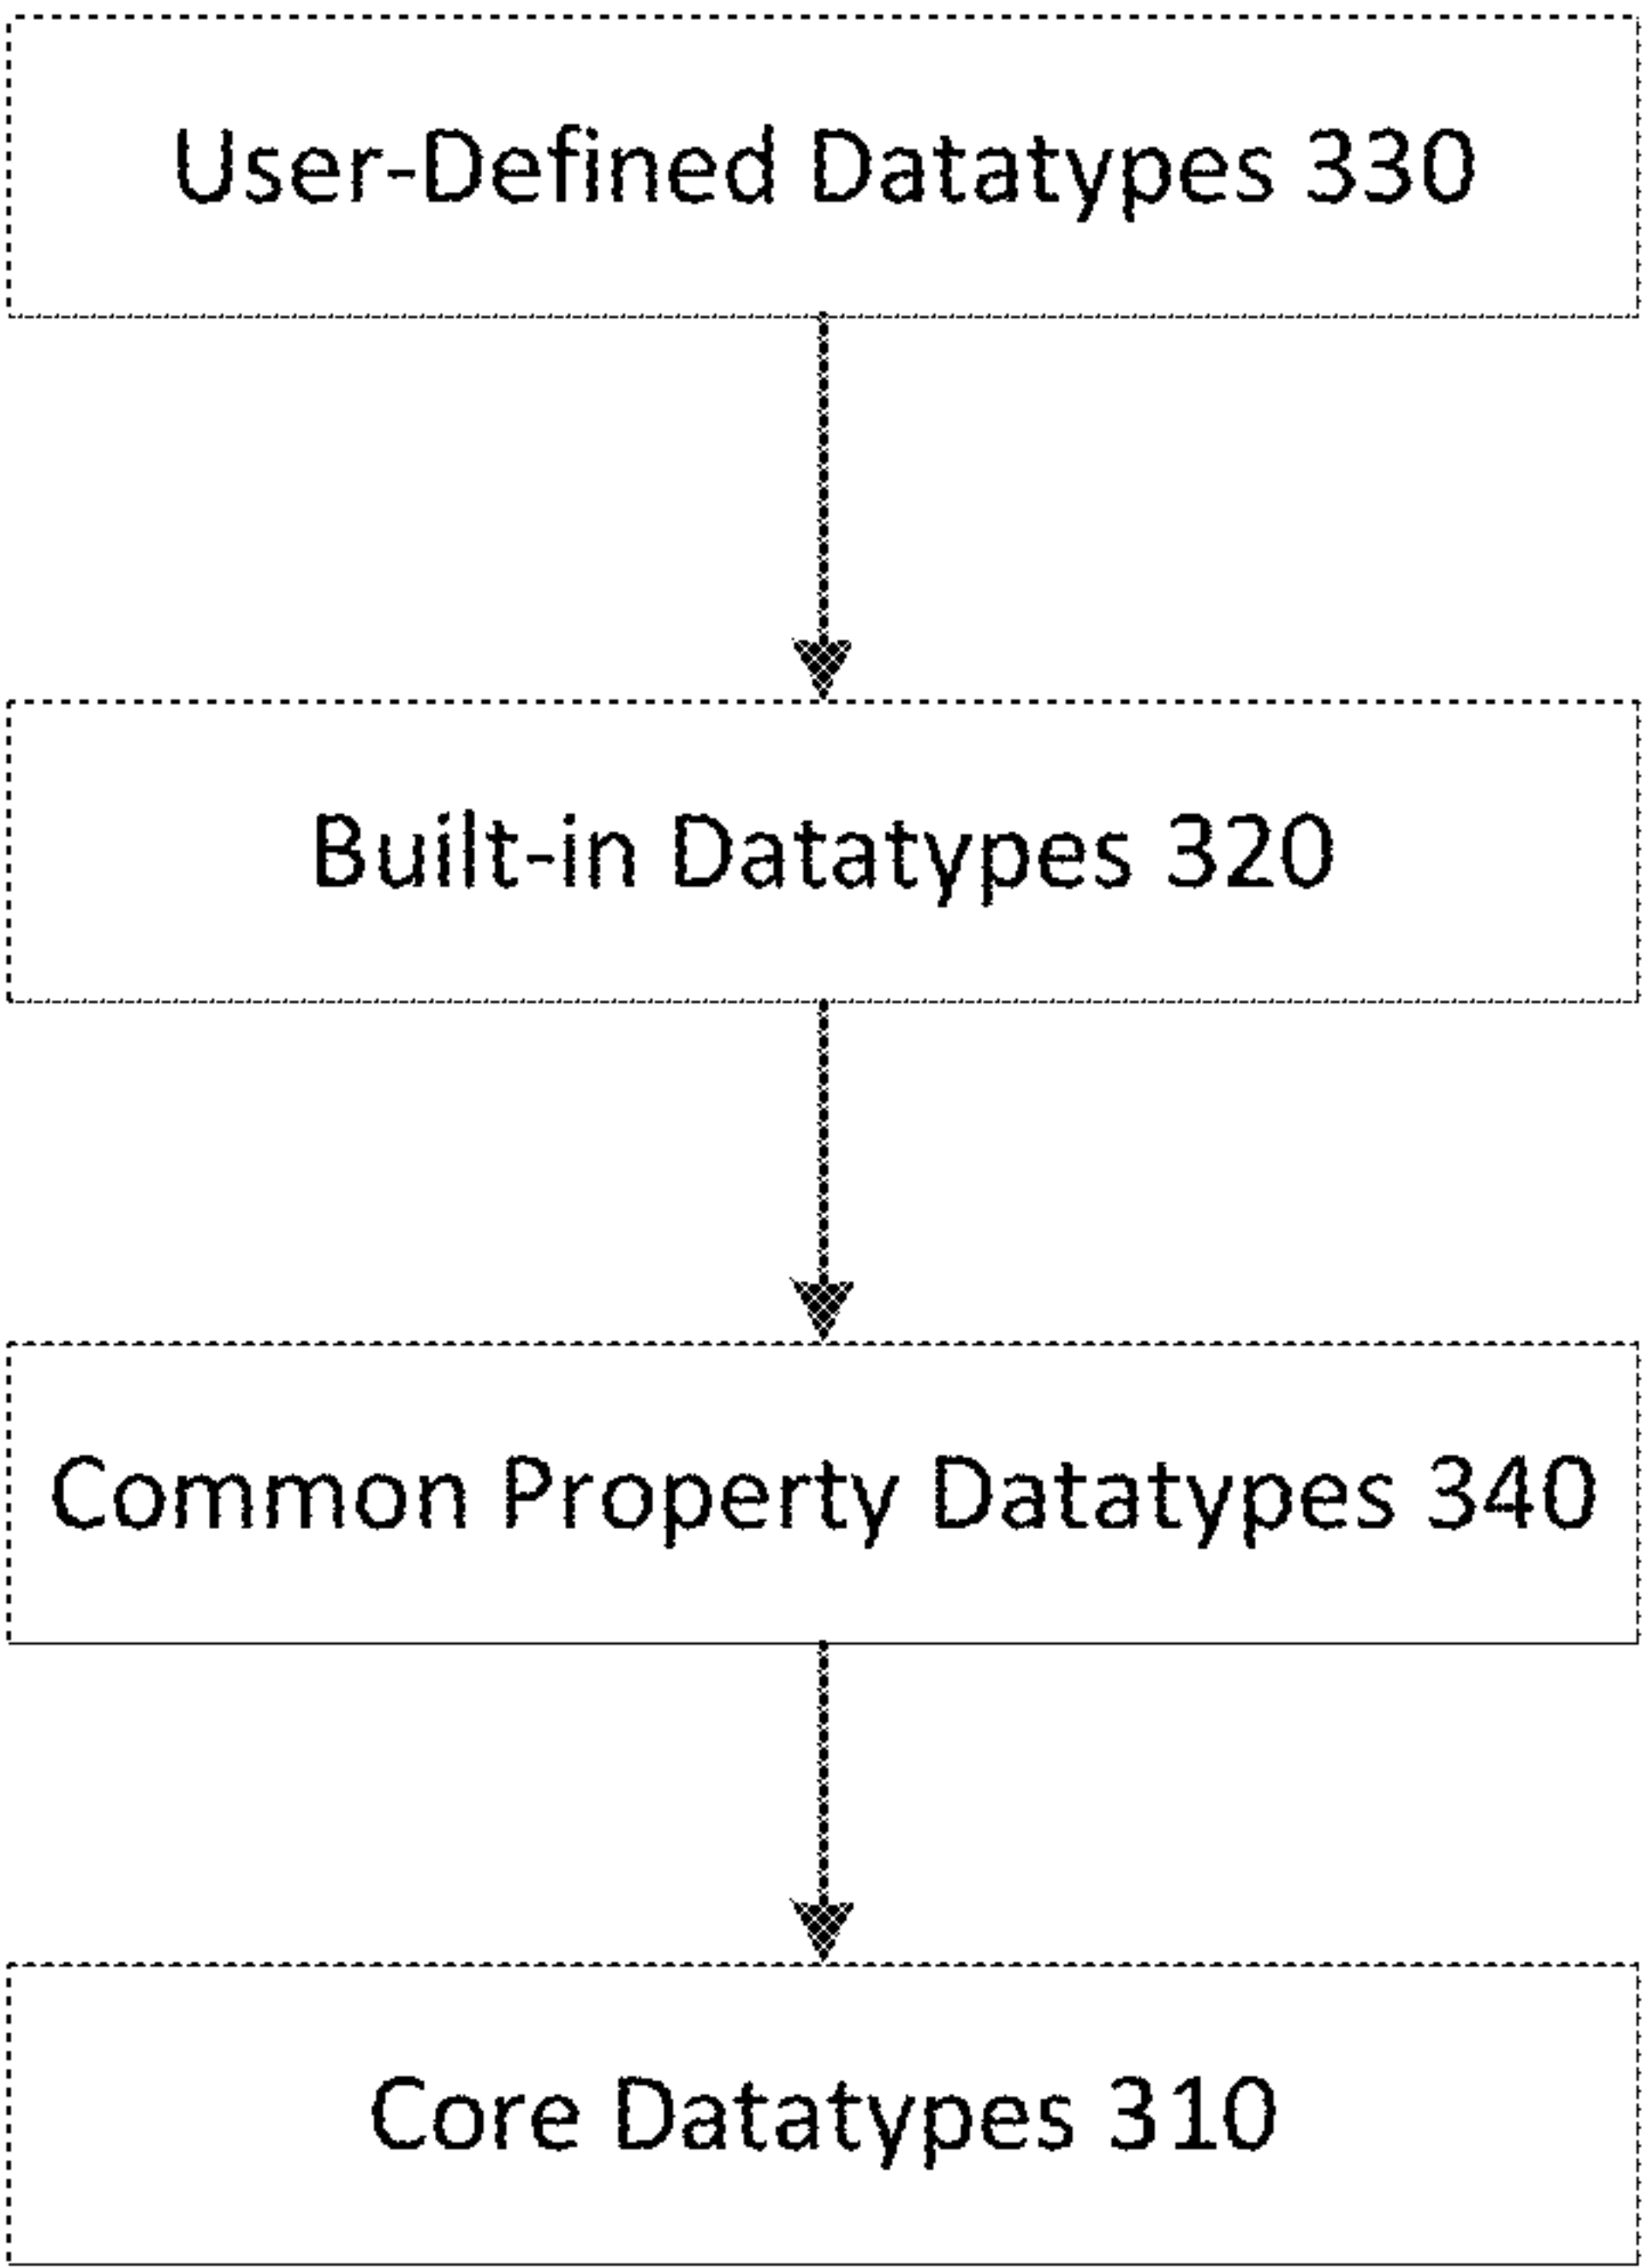 User-Defined Datatypes 330
Built-in Datatypes 320
Common Property Datatypes 340
Core Datatypes 310